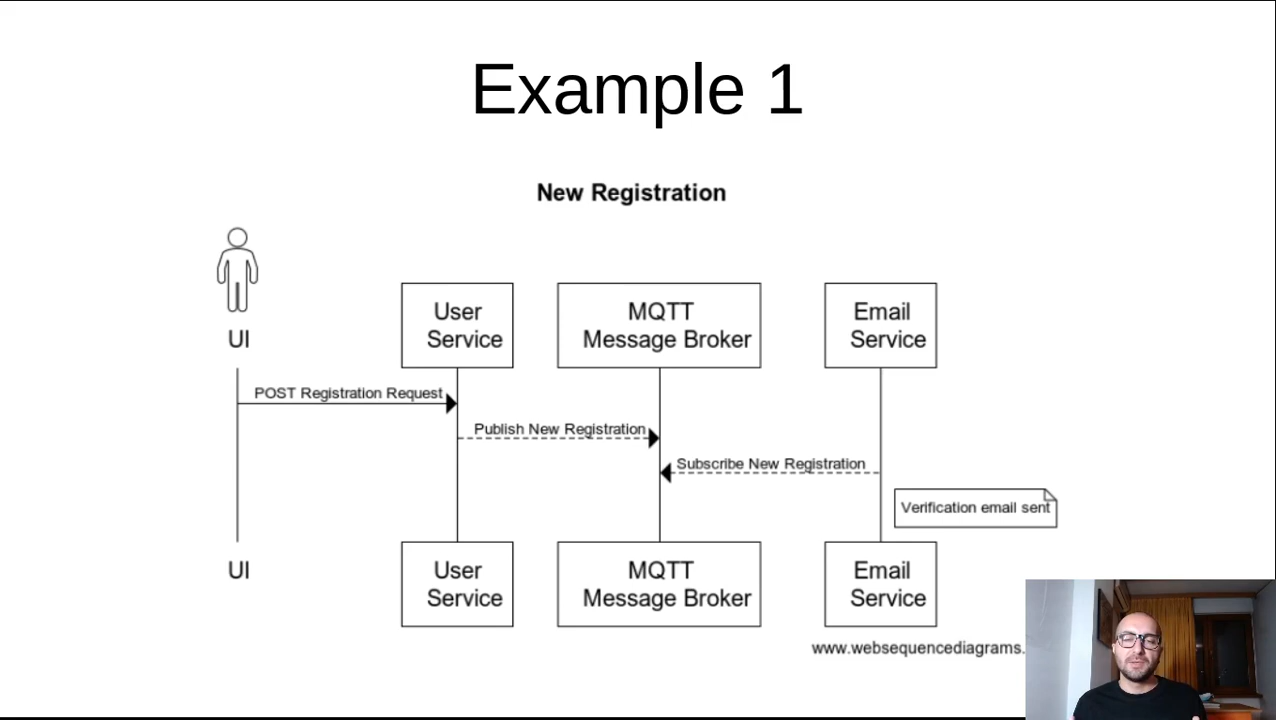 Example 1
New Registration
UI
User
Service
MQTT
Message Broker
Email
Service
POST Registration Request
Publish New Registration
Subscribe New Registration
Verification email sent
UI
User
Service
MQTT
Message Broker
Email
Service
www.websequencediagrams.